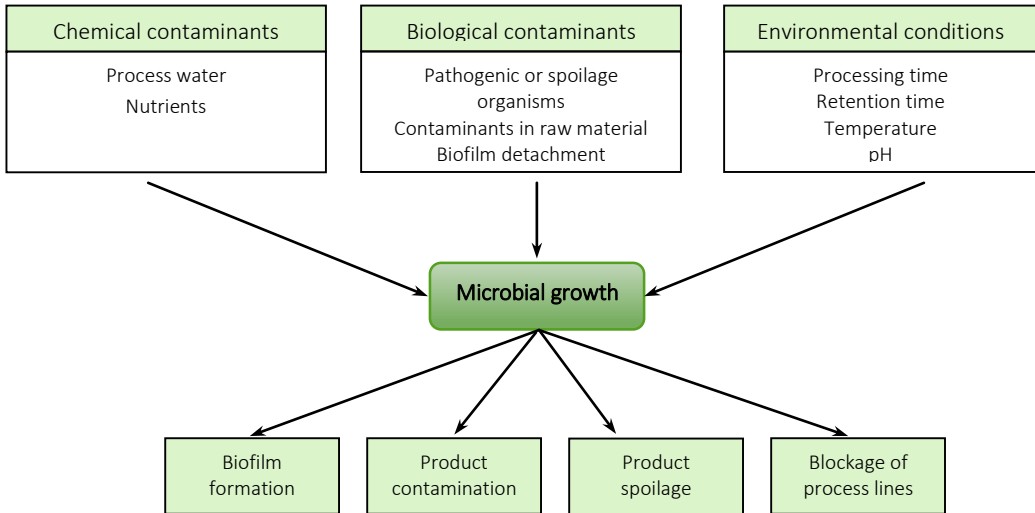 Chemical contaminants
Process water
Nutrients
Biological contaminants
Pathogenic or spoilage
organisms
Contaminants in raw material
Biofilm detachment
Environmental conditions
Processing time
Retention time
Temperature
pH
Microbial growth
Biofilm
formation
Product
contamination
Product
spoilage
Blockage of
process lines